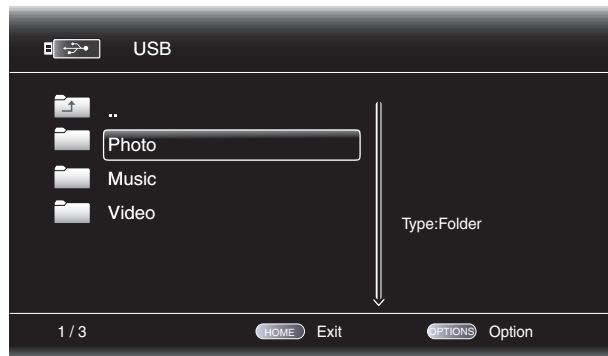 USB
..
Photo
Music
Video
Type:Folder
1 / 3 HOME Exit OPTIONS Option